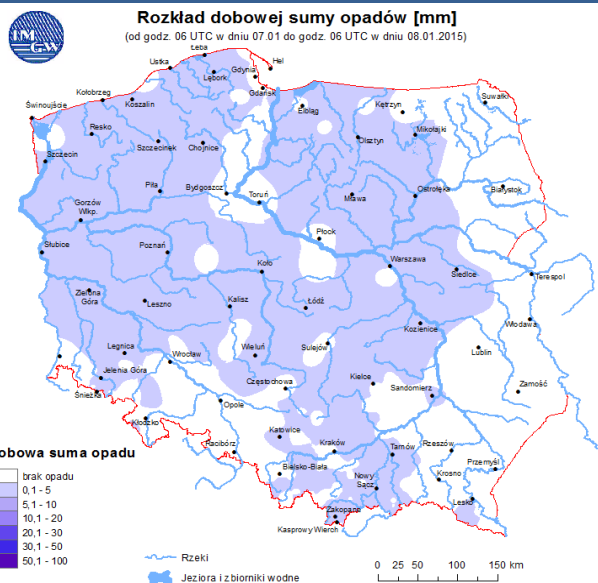 IMGW
Rozkład dobowej sumy opadów [mm]
(od godz. 06 UTC w dniu 07.01 do godz. 06 UTC w dniu 08.01.2015)
Łeba
Hel
Ustka
Gdynia
Lębork
Gdańsk
Suwałki
Kołobrzeg
Koszalin
Elbląg
Kętrzyn
Świnoujście
Resko
Mikołajki
Szczecinek
Chojnice
Olsztyn
Szczecin
Piła
Bydgoszcz
Toruń
Mława
Ostrołęka
Białystok
Gorzów
Wlkp.
Płock
Słubice
Poznań
Koło
Warszawa
Siedlce
Terespol
Zielona
Góra
Leszno
Kalisz
Łódź
Kozienice
Włodawa
Legnica
Wrocław
Wieluń
Sulejów
Lublin
Jelenia Góra
Częstochowa
Kielce
Sandomierz
Zamość
Śnieżka
Opole
Kłodzko
Katowice
Racibórz
Kraków
Tarnów
Rzeszów
Przemyśl
Bielsko-Biała
Nowy
Sącz
Krosno
Lesko
Zakopane
Kasprowy Wierch
obowa suma opadu
brak opadu
0,1 - 5
5,1 - 10
10,1 - 20
20,1 - 30
30,1 - 50
50,1 - 100
Rzeki
Jeziora i zbiorniki wodne
0 25 50 100 150 km